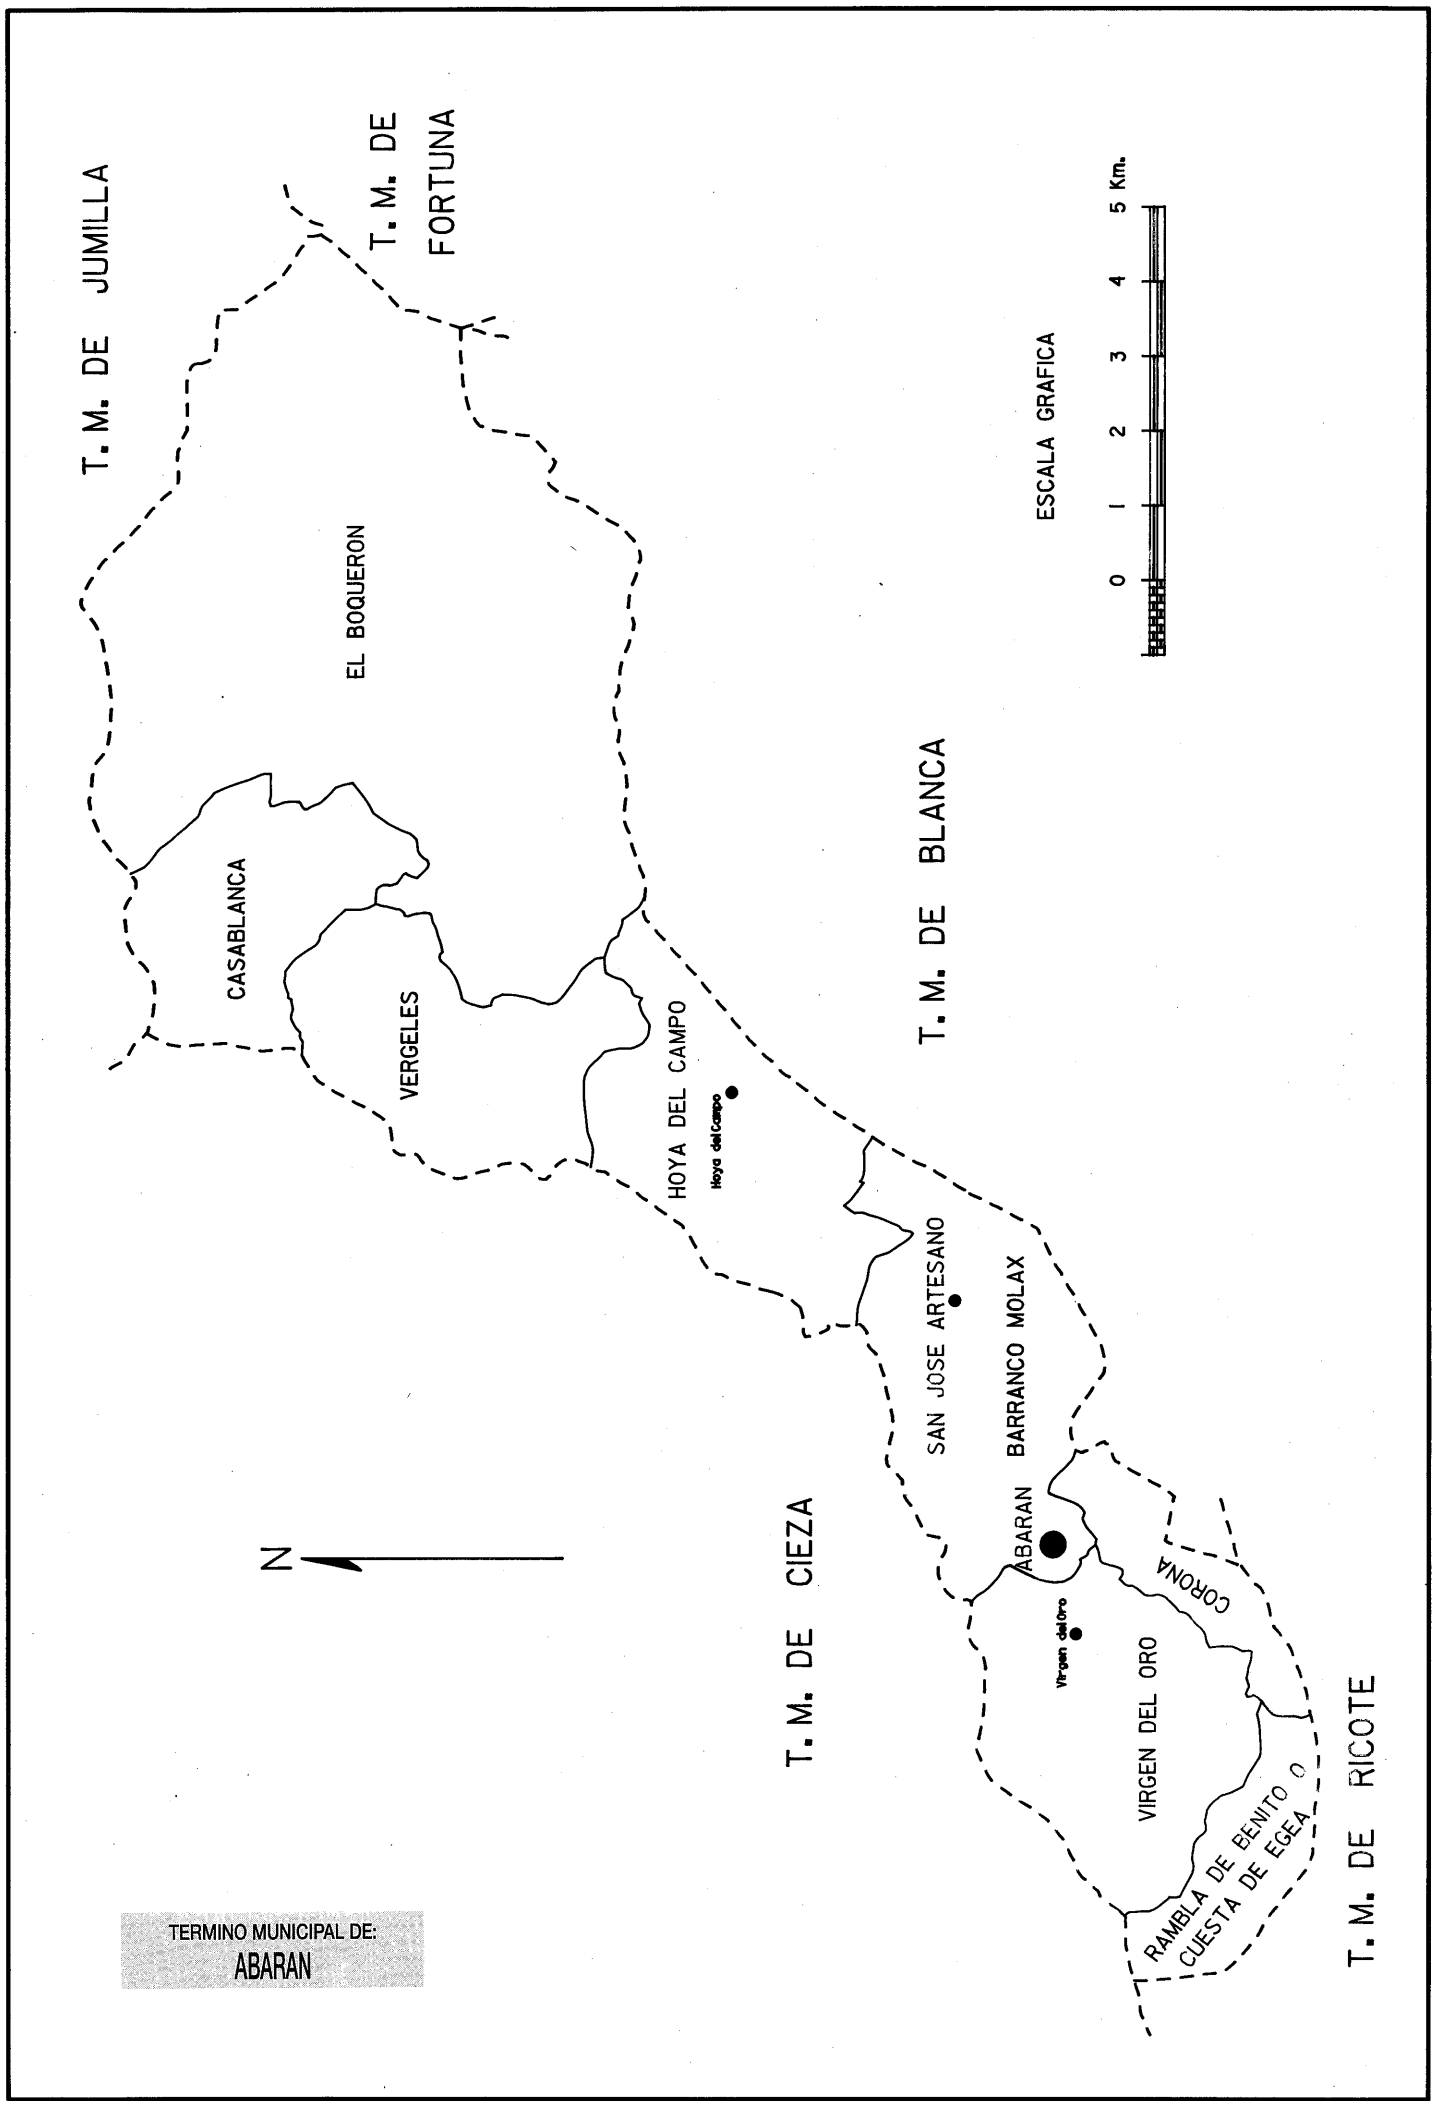 TERMINO MUNICIPAL DE:
ABARAN
T. M. DE JUMILLA
T. M. DE
FORTUNA
CASABLANCA
EL BOQUERON
VERGELES
HOYA DEL CAMPO
Hoya del Campo
N
T. M. DE CIEZA
T. M. DE BLANCA
SAN JOSE ARTESANO
BARRANCO MOLAX
ABARAN
Virgen del Oro
VIRGEN DEL ORO
CORONA
RAMBLA DE BENITO O
CUESTA DE EGEA
T. M. DE RICOTE
ESCALA GRAFICA
0 1 2 3 4 5 Km.